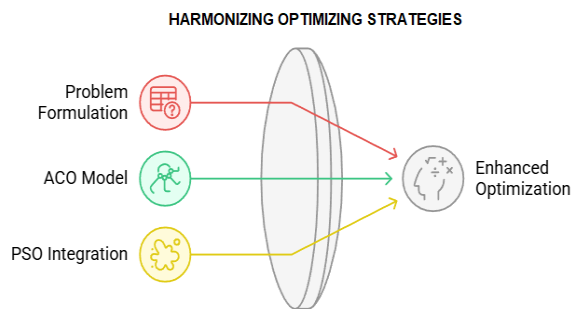 HARMONIZING OPTIMIZING STRATEGIES
Problem
Formulation
?
ACO Model
PSO Integration
√ + ÷ ×
Enhanced
Optimization